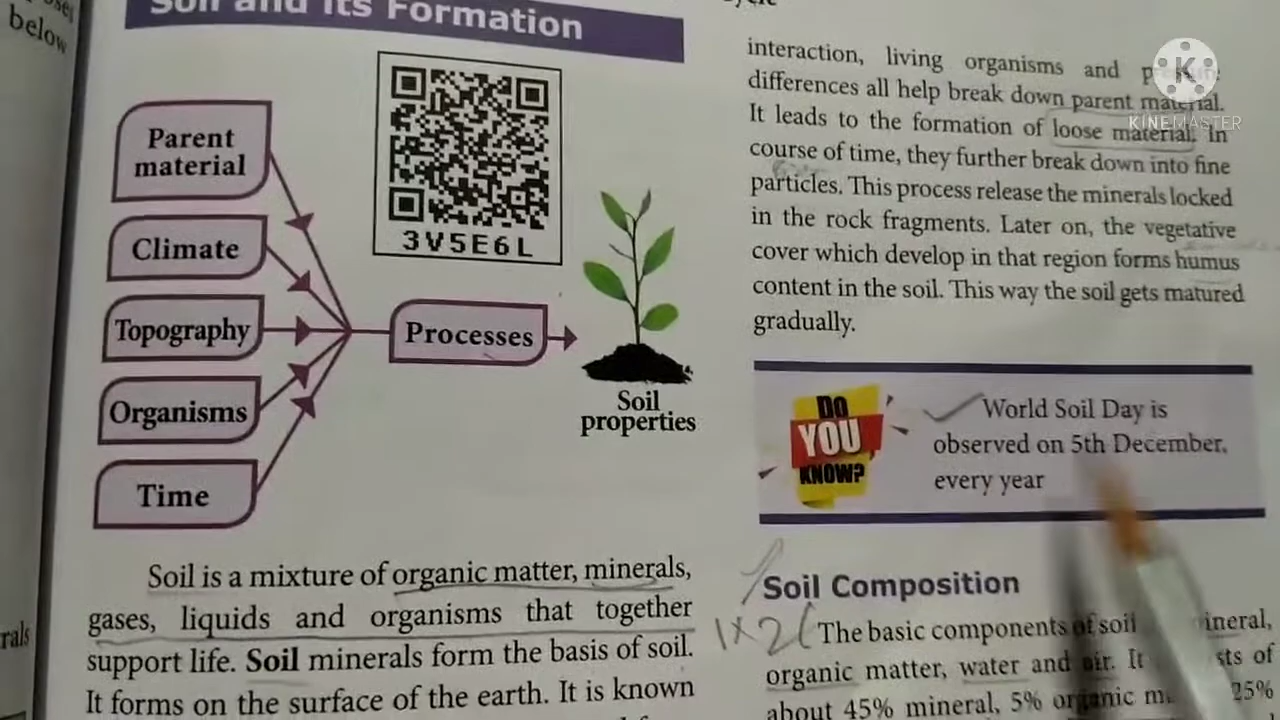 below
rals
Soil and its Formation
3V5E6L
Parent
material
Climate
Topography
Organisms
Time
Processes
Soil
properties
Soil is a mixture of organic matter, minerals,
gases, liquids and organisms that together
support life. Soil minerals form the basis of soil.
It forms on the surface of the earth. It is known
interaction, living organisms and
differences all help break down parent material.
It leads to the formation of loose material. In
course of time, they further break down into fine
particles. This process release the minerals locked
in the rock fragments. Later on, the vegetative
cover which develop in that region forms humus
content in the soil. This way the soil gets matured
gradually.
DO
YOU
KNOW?
World Soil Day is
observed on 5th December,
every year
Soil Composition
1x2
The basic components of soil
organic matter, water and air. It
about 45% mineral, 5% organic 25%
K
KINEMASTER